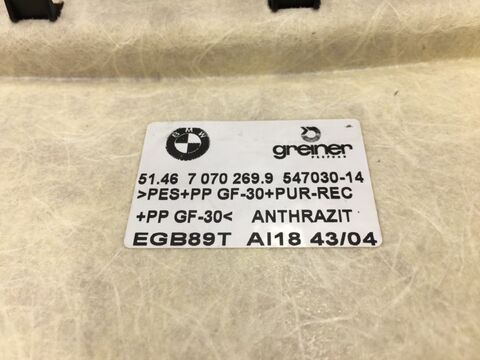 BMW
greiner
PERFOAM
51.46 7 070 269.9 547030-14
>PES+PP GF-30+PUR-REC
+PP GF-30< ANTHRAZIT
EGB89T AI18 43/04